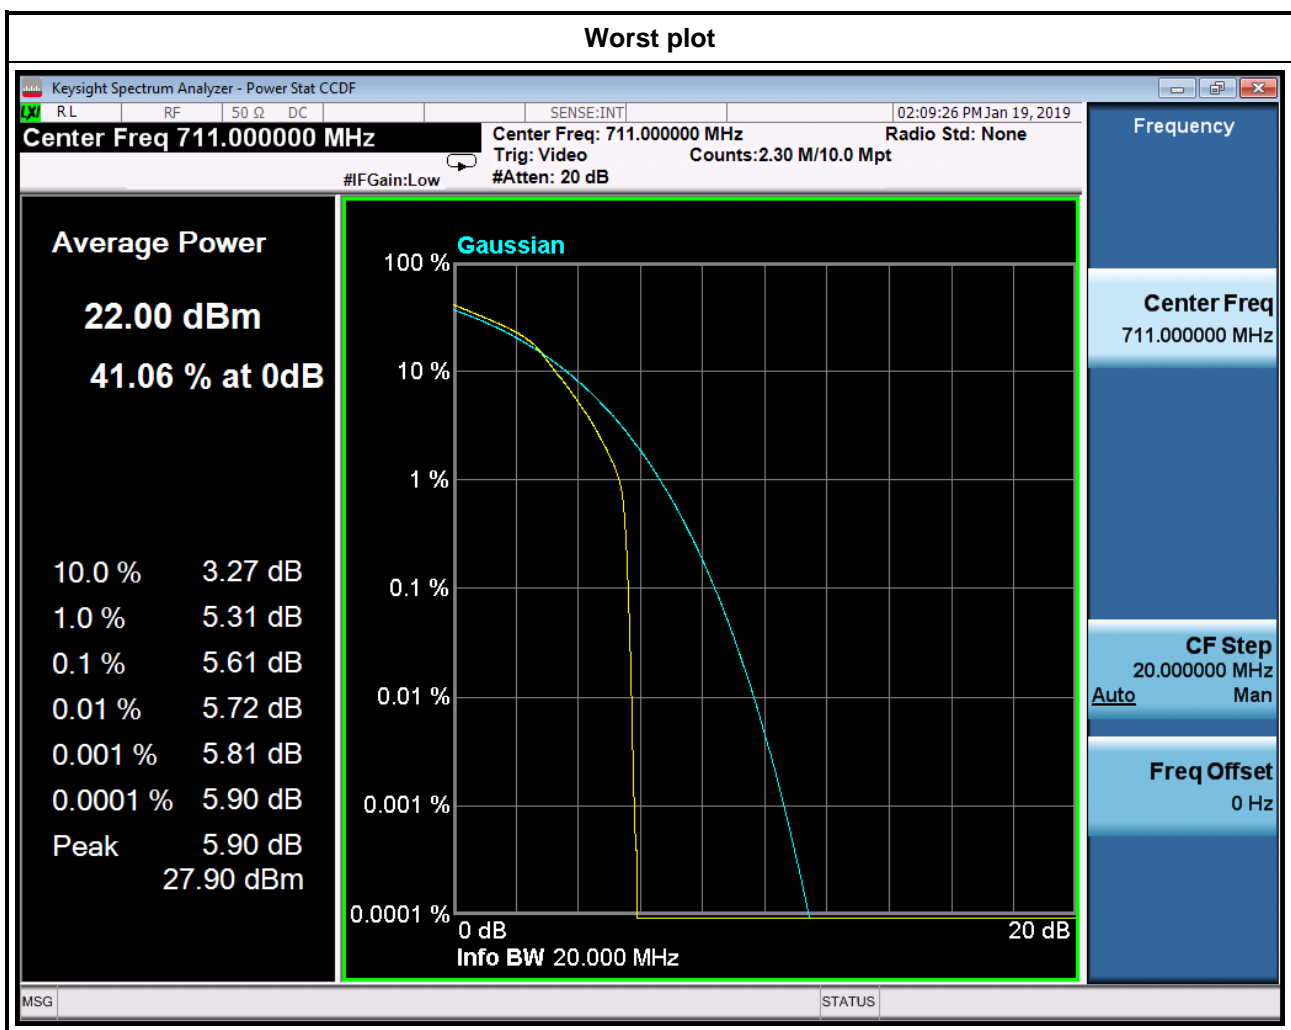 Worst plot
Keysight Spectrum Analyzer - Power Stat CCDF
LXI RL RF 50 Ω DC SENSE:INT 02:09:26 PM Jan 19, 2019
Center Freq 711.000000 MHz
#IFGain:Low
Center Freq: 711.000000 MHz Radio Std: None
Trig: Video Counts:2.30 M/10.0 Mpt
#Atten: 20 dB
Average Power
22.00 dBm
41.06 % at 0dB
10.0 % 3.27 dB
1.0 % 5.31 dB
0.1 % 5.61 dB
0.01 % 5.72 dB
0.001 % 5.81 dB
0.0001 % 5.90 dB
Peak 5.90 dB
27.90 dBm
Gaussian
100 %
10 %
1 %
0.1 %
0.01 %
0.001 %
0.0001 %
0 dB 20 dB
Info BW 20.000 MHz
Frequency
Center Freq
711.000000 MHz
CF Step
20.000000 MHz
Auto Man
Freq Offset
0 Hz
MSG STATUS